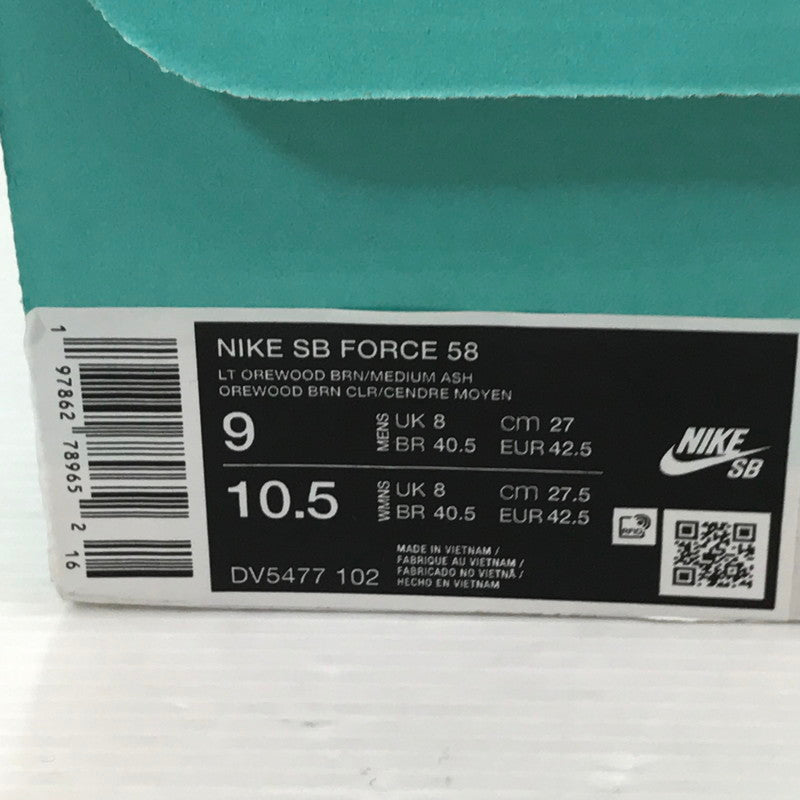 NIKE SB FORCE 58
LT OREWOOD BRN/MEDIUM ASH
OREWOOD BRN CLR/CENDRE MOYEN
9 MENS UK 8 cm 27
BR 40.5 EUR 42.5
10.5 WMNS UK 8 cm 27.5
BR 40.5 EUR 42.5
NIKE
SB
RFID
DV5477 102
MADE IN VIETNAM /
FABRIQUE AU VIETNAM /
FABRICADO NO VIETNÃ /
HECHO EN VIETNAM
1 97862 78965 2 16